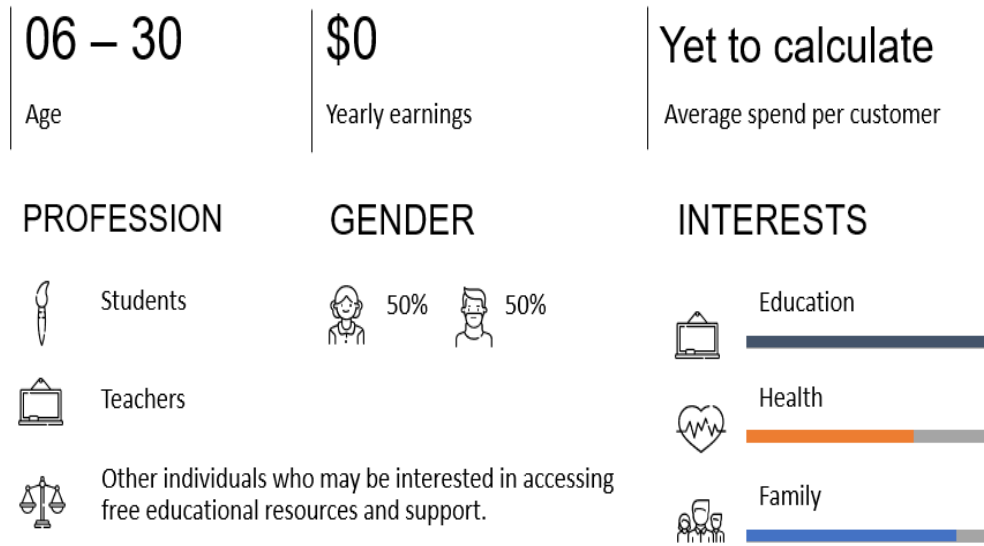 06 – 30
Age
$0
Yearly earnings
Yet to calculate
Average spend per customer
PROFESSION
Students
Teachers
Other individuals who may be interested in accessing
free educational resources and support.
GENDER
50%
50%
INTERESTS
Education
Health
Family